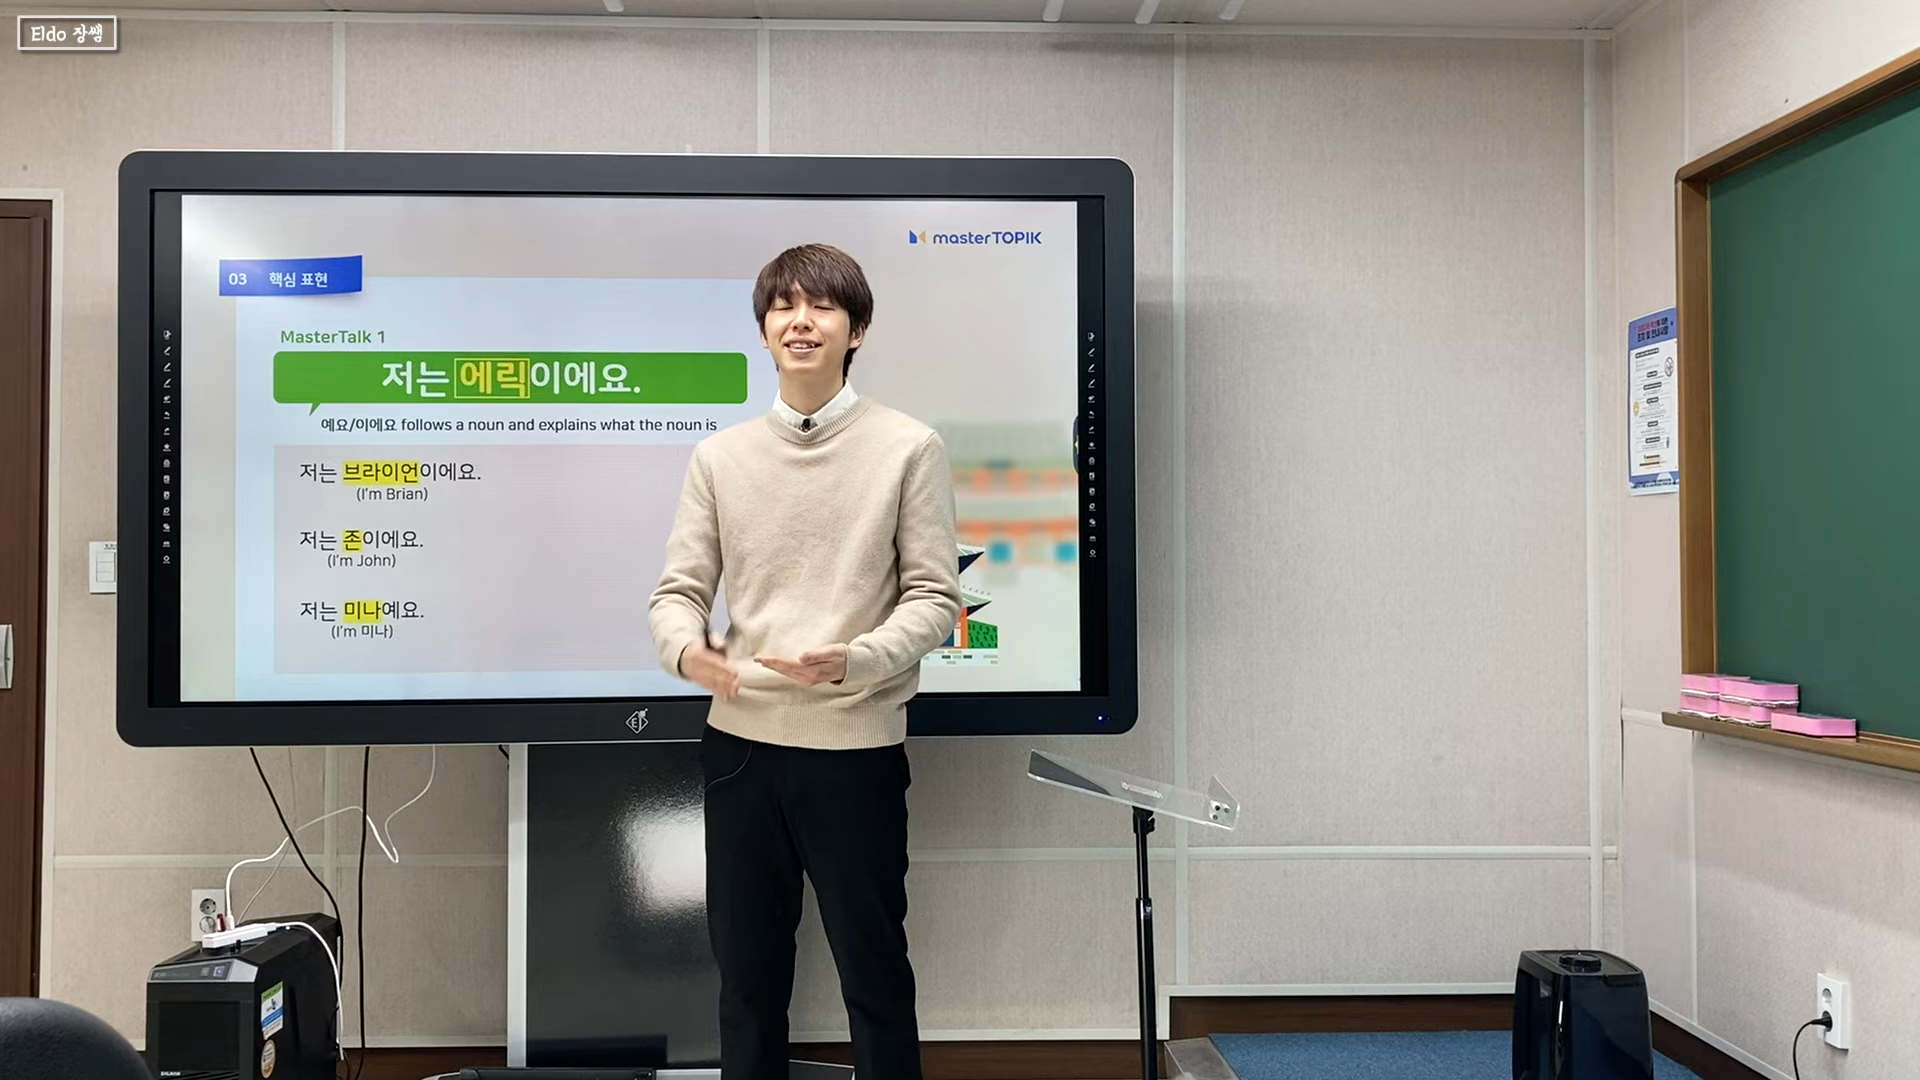 Eldo 장쌤
masterTOPIK
03 핵심 표현
MasterTalk 1
저는 에릭이에요.
예요/이에요 follows a noun and explains what the noun is
저는 브라이언이에요.
(I'm Brian)
저는 존이에요.
(I'm John)
저는 미나예요.
(I'm 미나)